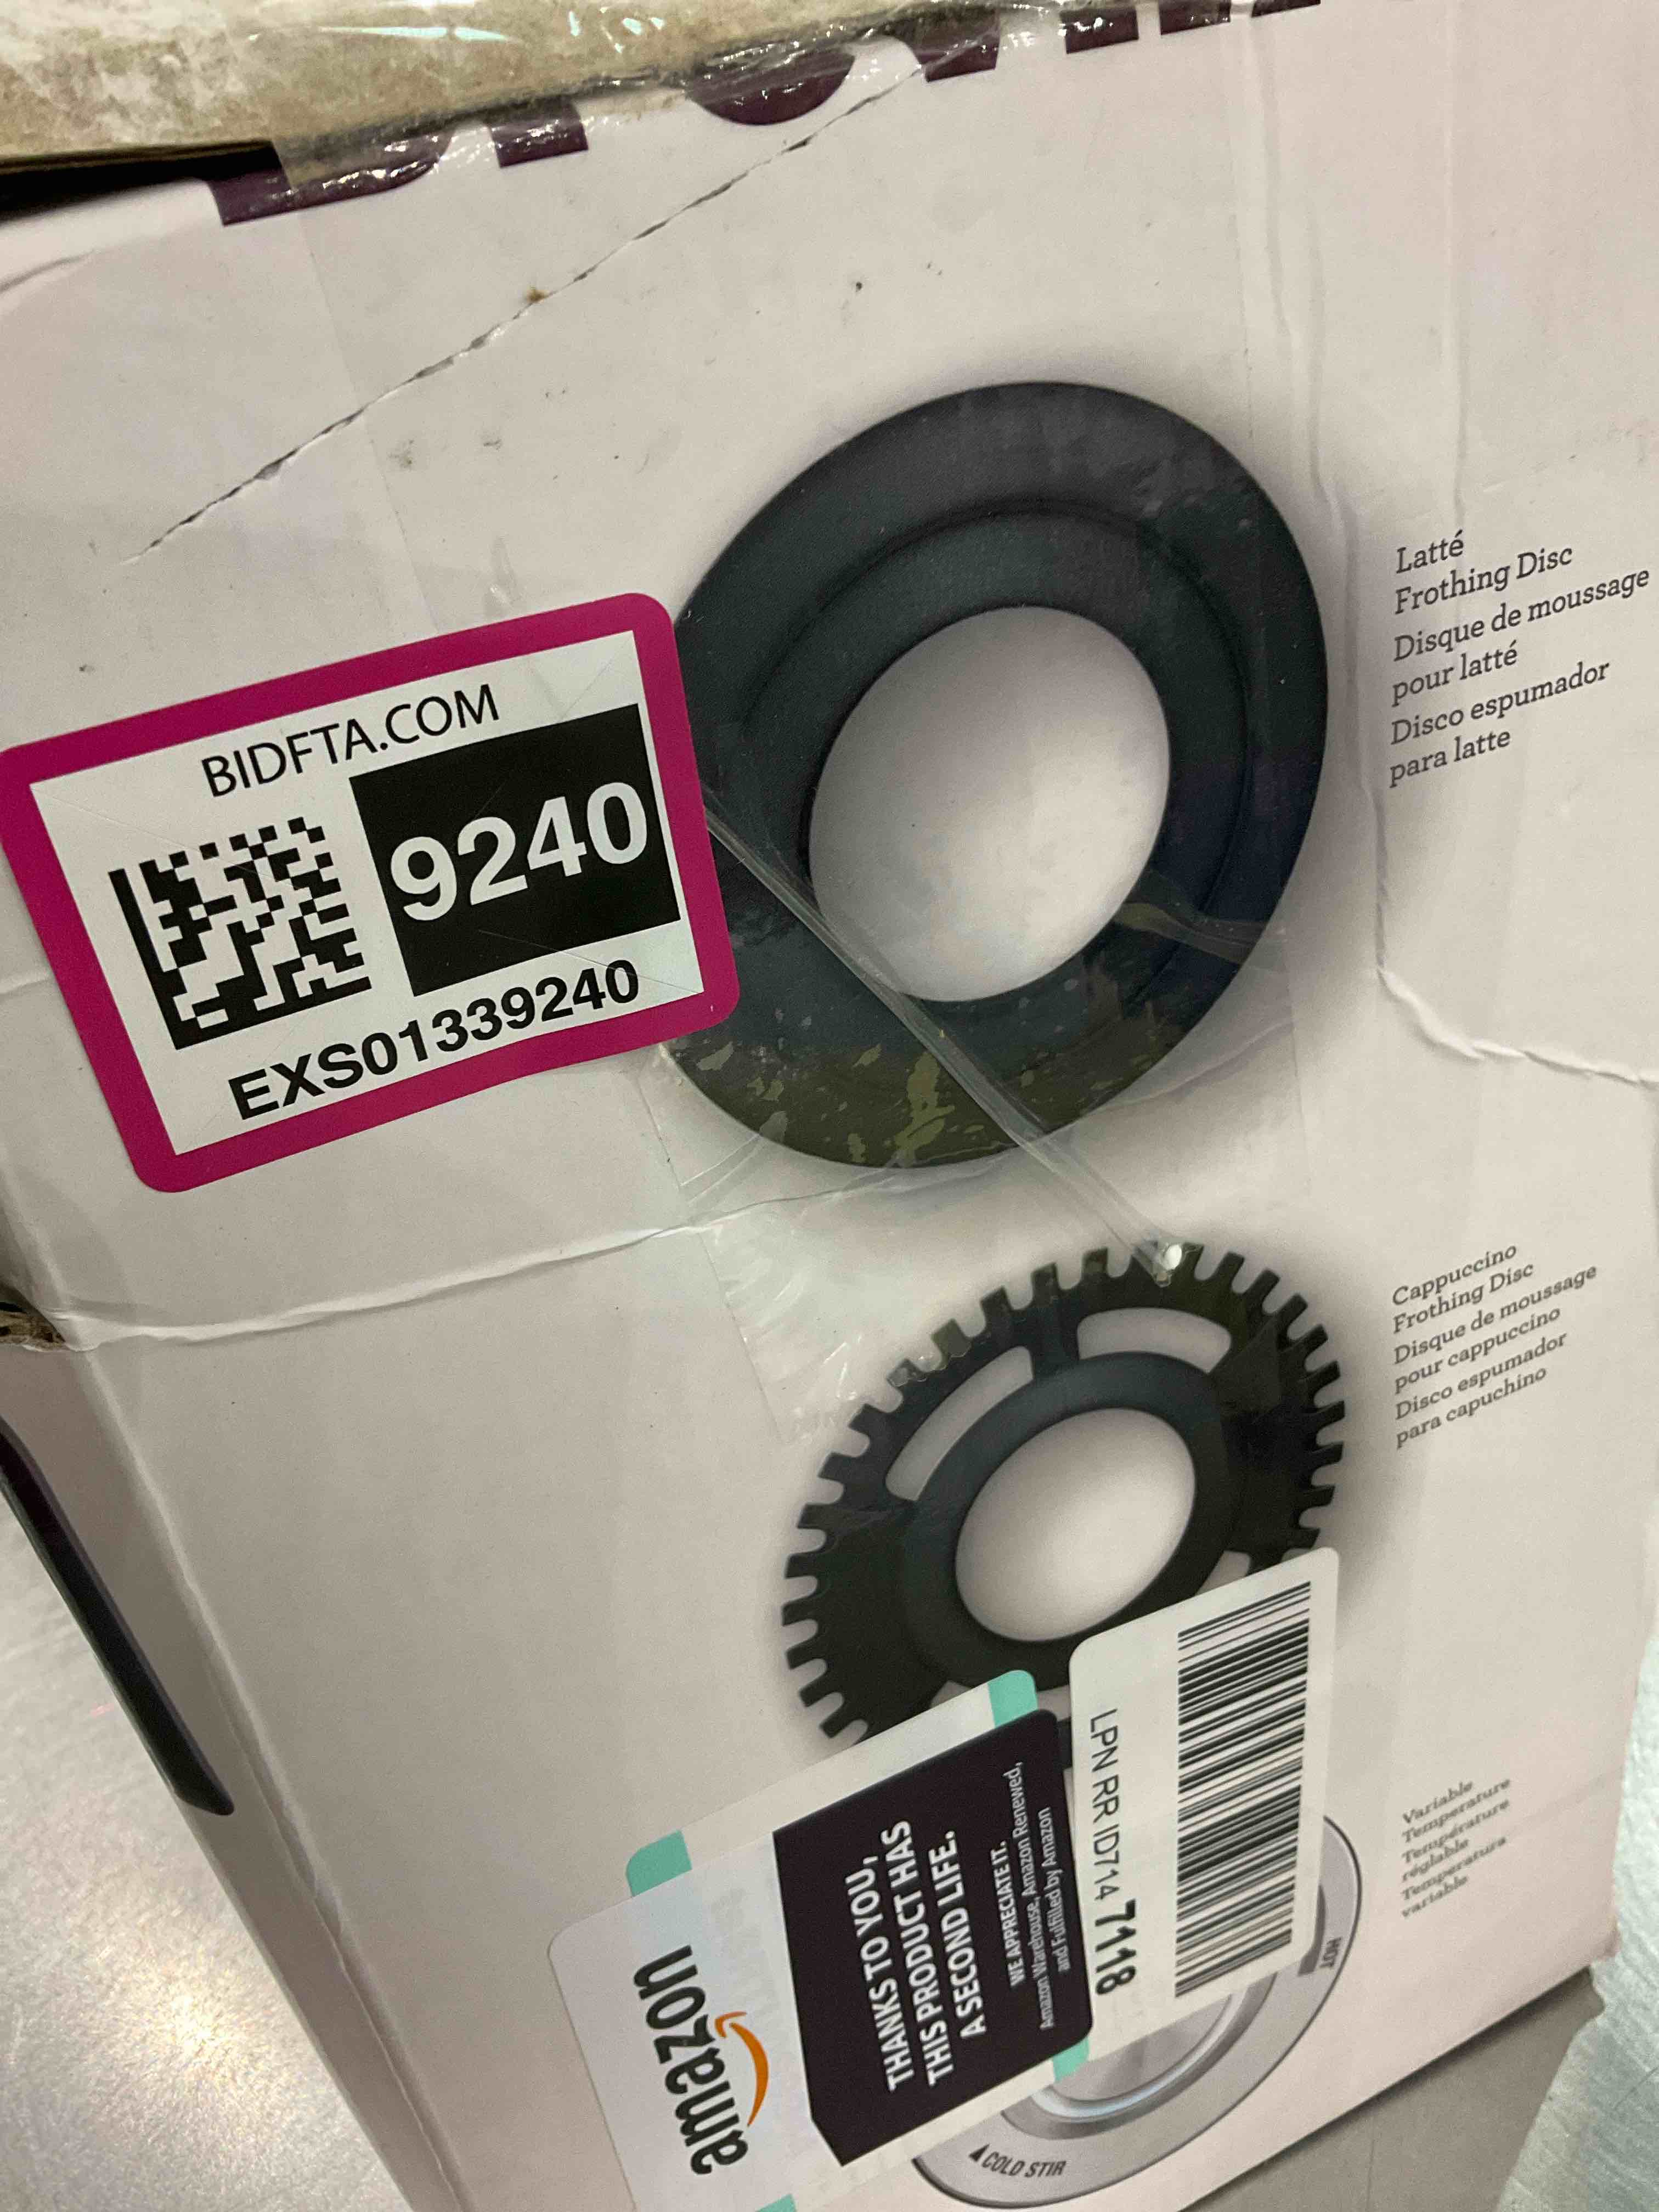 Latté
Frothing Disc
Disque de moussage
pour latté
Disco espumador
para latte
BIDFTA.COM
9240
EXS01339240
Cappuccino
Frothing Disc
Disque de moussage
pour cappuccino
Disco espumador
para capuchino
Variable
Temperature
Température
réglable
Temperatura
variable
LPN RR ID714 7118
amazon
THANKS TO YOU,
THIS PRODUCT HAS
A SECOND LIFE.
WE APPRECIATE IT.
Amazon Warehouse, Amazon Renewed,
and Fulfilled by Amazon
HOT
COLD STIR